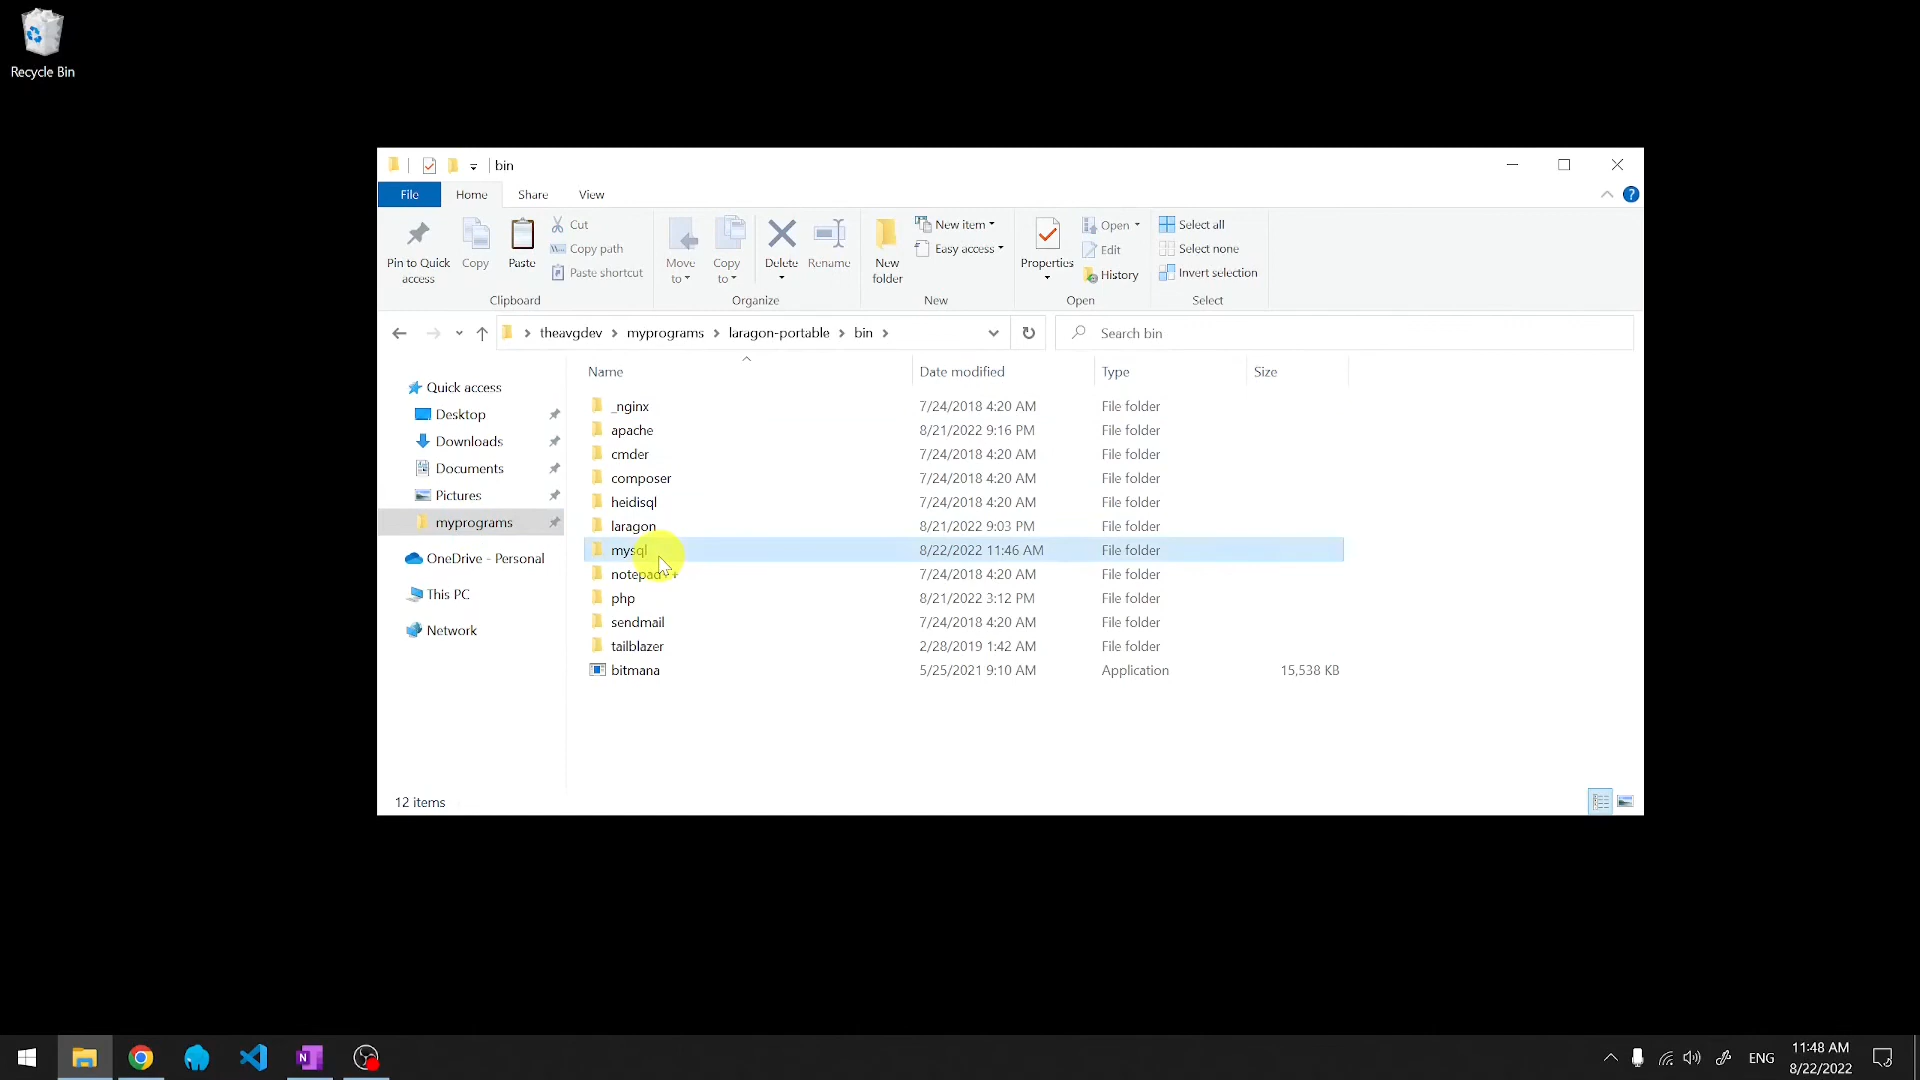 Recycle Bin
bin
File Home Share View
Pin to Quick access
Copy
Paste
Cut
Copy path
Paste shortcut
Clipboard
Move to
Copy to
Delete
Rename
Organize
New folder
New item
Easy access
New
Properties
Open
Edit
History
Open
Select all
Select none
Invert selection
Select
theavgdev myprograms laragon-portable bin
Search bin
Quick access
Desktop
Downloads
Documents
Pictures
myprograms
OneDrive - Personal
This PC
Network
Name Date modified Type Size
_nginx 7/24/2018 4:20 AM File folder
apache 8/21/2022 9:16 PM File folder
cmder 7/24/2018 4:20 AM File folder
composer 7/24/2018 4:20 AM File folder
heidisql 7/24/2018 4:20 AM File folder
laragon 8/21/2022 9:03 PM File folder
mysql 8/22/2022 11:46 AM File folder
notepad++ 7/24/2018 4:20 AM File folder
php 8/21/2022 3:12 PM File folder
sendmail 7/24/2018 4:20 AM File folder
tailblazer 2/28/2019 1:42 AM File folder
bitmana 5/25/2021 9:10 AM Application 15,538 KB
12 items
ENG
11:48 AM
8/22/2022